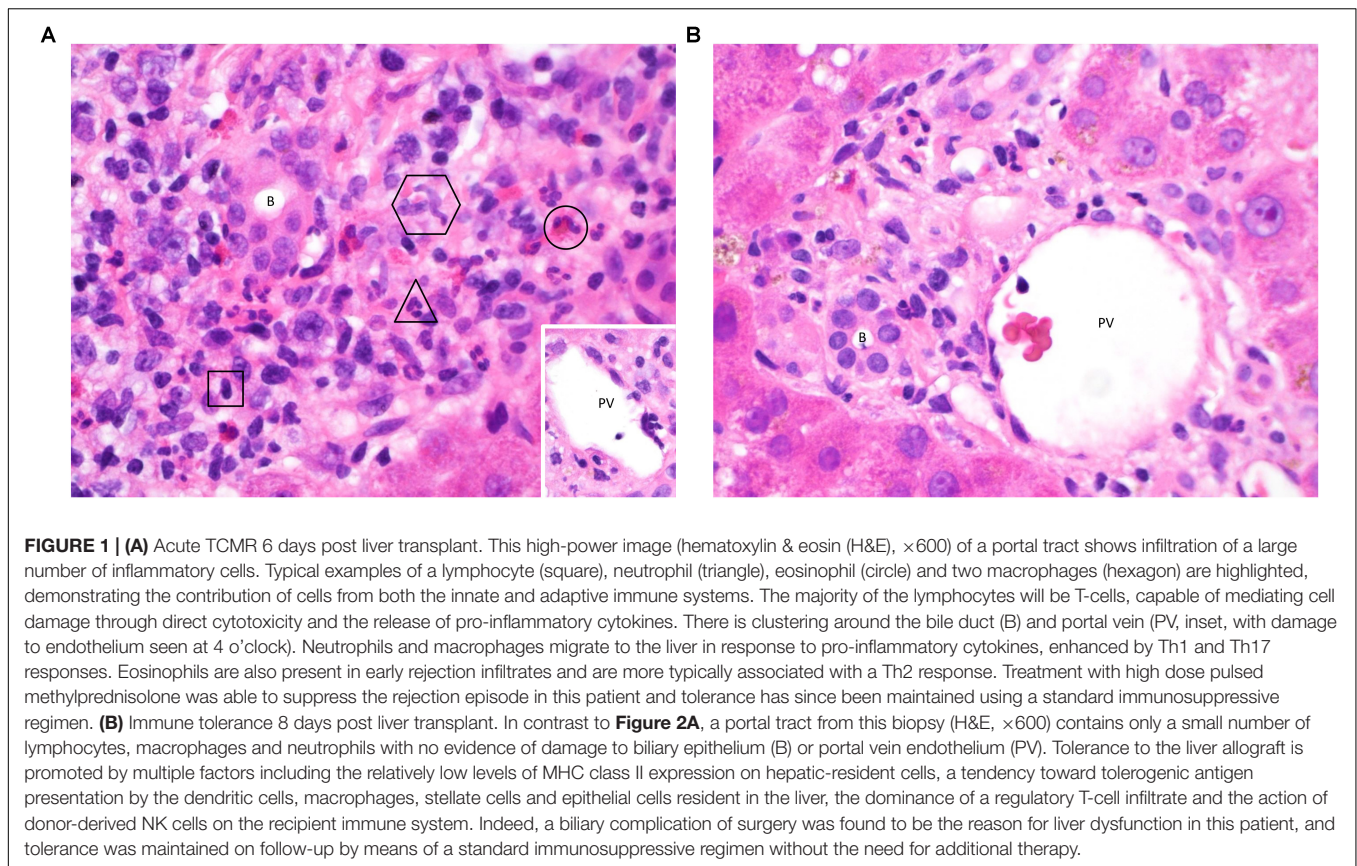 A
B
B
PV
B
PV
FIGURE 1 | (A) Acute TCMR 6 days post liver transplant. This high-power image (hematoxylin & eosin (H&E), ×600) of a portal tract shows infiltration of a large
number of inflammatory cells. Typical examples of a lymphocyte (square), neutrophil (triangle), eosinophil (circle) and two macrophages (hexagon) are highlighted,
demonstrating the contribution of cells from both the innate and adaptive immune systems. The majority of the lymphocytes will be T-cells, capable of mediating cell
damage through direct cytotoxicity and the release of pro-inflammatory cytokines. There is clustering around the bile duct (B) and portal vein (PV, inset, with damage
to endothelium seen at 4 o'clock). Neutrophils and macrophages migrate to the liver in response to pro-inflammatory cytokines, enhanced by Th1 and Th17
responses. Eosinophils are also present in early rejection infiltrates and are more typically associated with a Th2 response. Treatment with high dose pulsed
methylprednisolone was able to suppress the rejection episode in this patient and tolerance has since been maintained using a standard immunosuppressive
regimen. (B) Immune tolerance 8 days post liver transplant. In contrast to Figure 2A, a portal tract from this biopsy (H&E, ×600) contains only a small number of
lymphocytes, macrophages and neutrophils with no evidence of damage to biliary epithelium (B) or portal vein endothelium (PV). Tolerance to the liver allograft is
promoted by multiple factors including the relatively low levels of MHC class II expression on hepatic-resident cells, a tendency toward tolerogenic antigen
presentation by the dendritic cells, macrophages, stellate cells and epithelial cells resident in the liver, the dominance of a regulatory T-cell infiltrate and the action of
donor-derived NK cells on the recipient immune system. Indeed, a biliary complication of surgery was found to be the reason for liver dysfunction in this patient, and
tolerance was maintained on follow-up by means of a standard immunosuppressive regimen without the need for additional therapy.